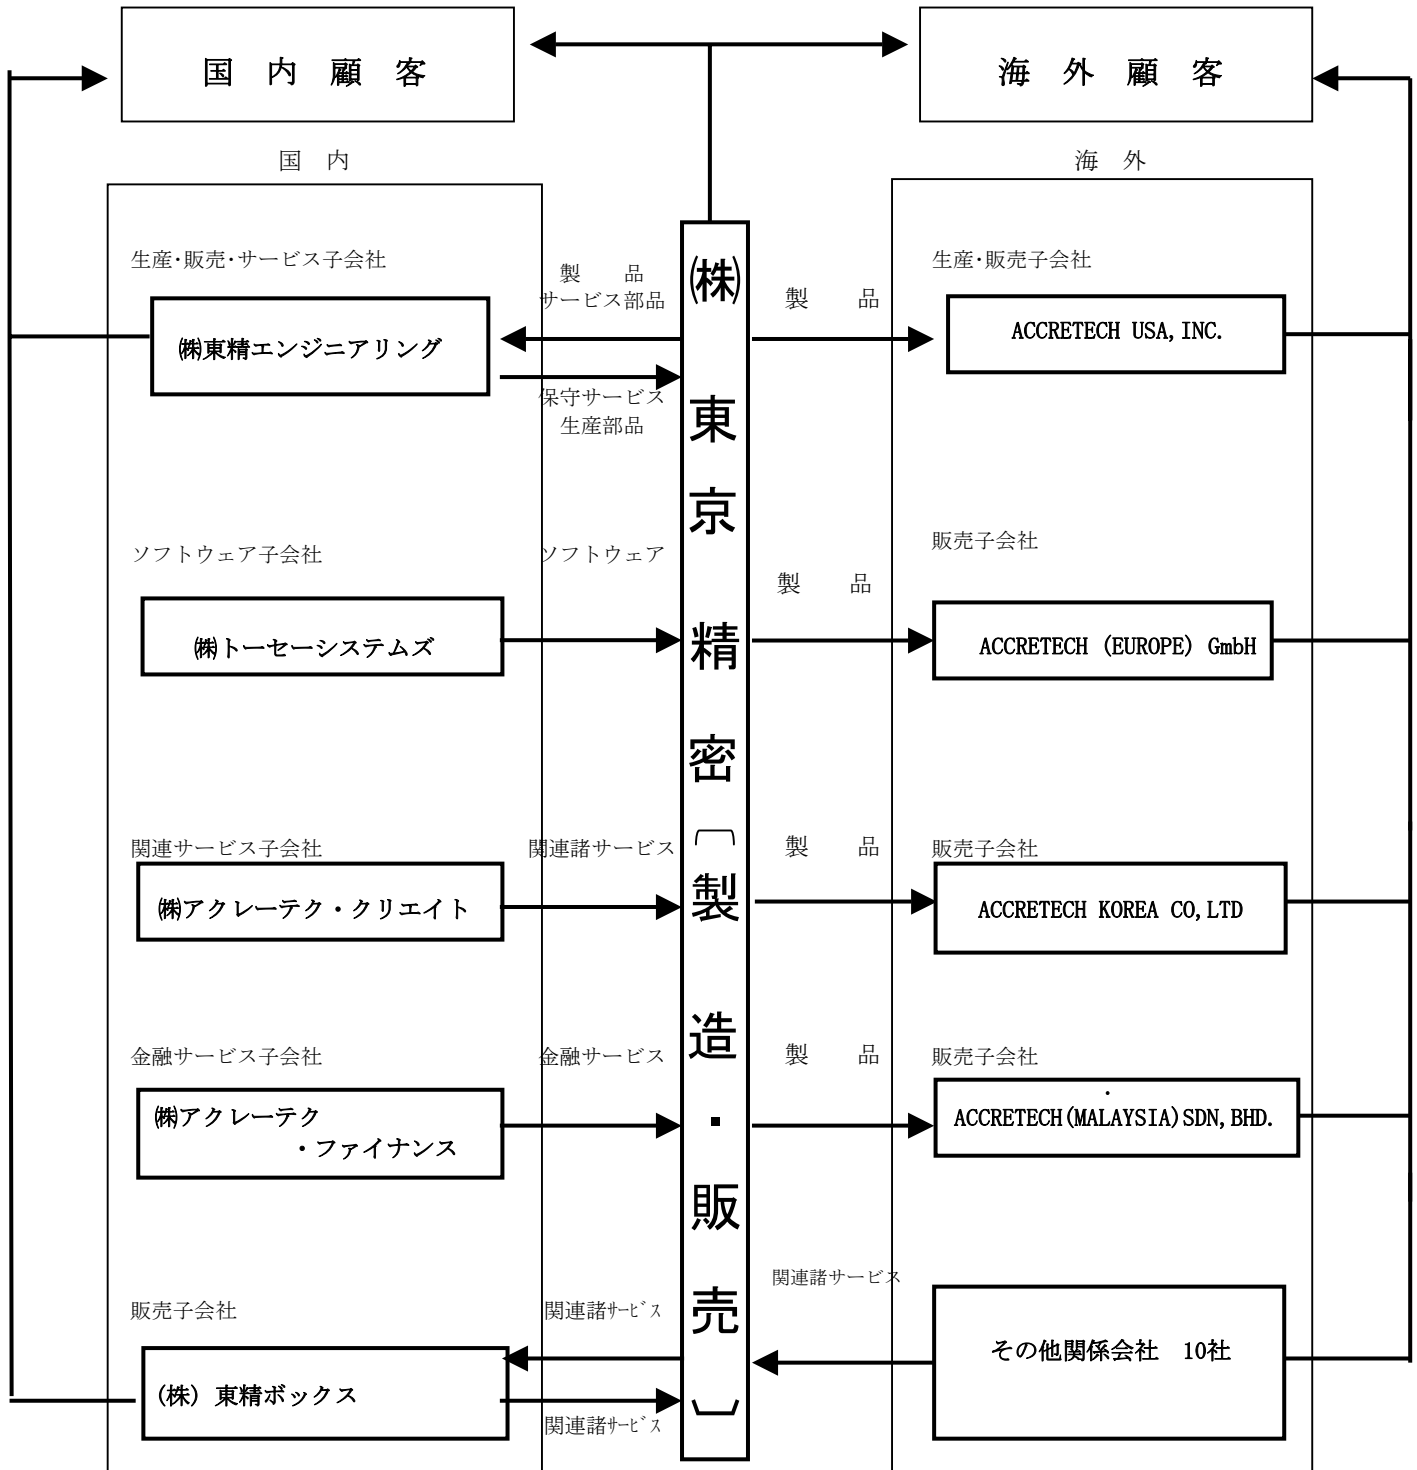 国　内　顧　客
海　外　顧　客
国　内
海　外
㈱東京精密〔製造・販売〕
生産・販売・サービス子会社
㈱東精エンジニアリング
製　　品
サービス部品
保守サービス
生産部品
ソフトウェア子会社
㈱トーセーシステムズ
ソフトウェア
関連サービス子会社
㈱アクレーテク・クリエイト
関連諸サービス
金融サービス子会社
㈱アクレーテク
・ファイナンス
金融サービス
販売子会社
(株) 東精ボックス
関連諸ｻｰﾋﾞｽ
関連諸ｻｰﾋﾞｽ
製　　品
生産・販売子会社
ACCRETECH USA,INC.
製　　品
販売子会社
ACCRETECH (EUROPE) GmbH
製　　品
販売子会社
ACCRETECH KOREA CO,LTD
製　　品
販売子会社
ACCRETECH(MALAYSIA)SDN,BHD.
関連諸サービス
その他関係会社　10社